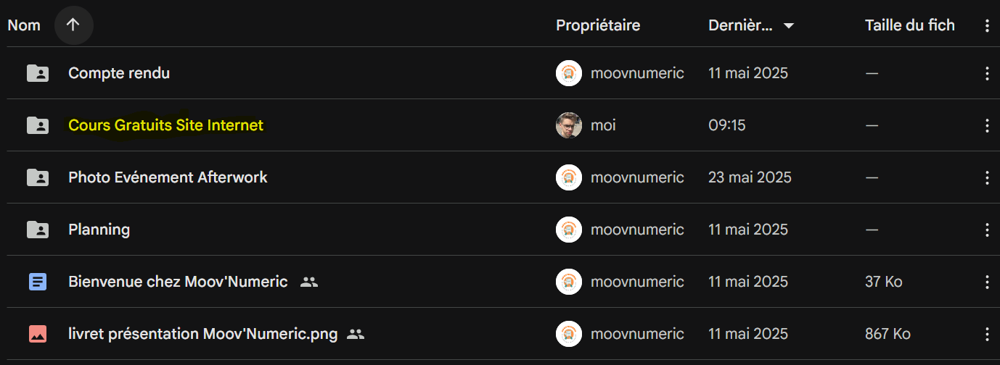 Nom Propriétaire Dernièr... Taille du fich
Compte rendu moovnumeric 11 mai 2025 —
Cours Gratuits Site Internet moi 09:15 —
Photo Evénement Afterwork moovnumeric 23 mai 2025 —
Planning moovnumeric 11 mai 2025 —
Bienvenue chez Moov'Numeric moovnumeric 11 mai 2025 37 Ko
livret présentation Moov'Numeric.png moovnumeric 11 mai 2025 867 Ko